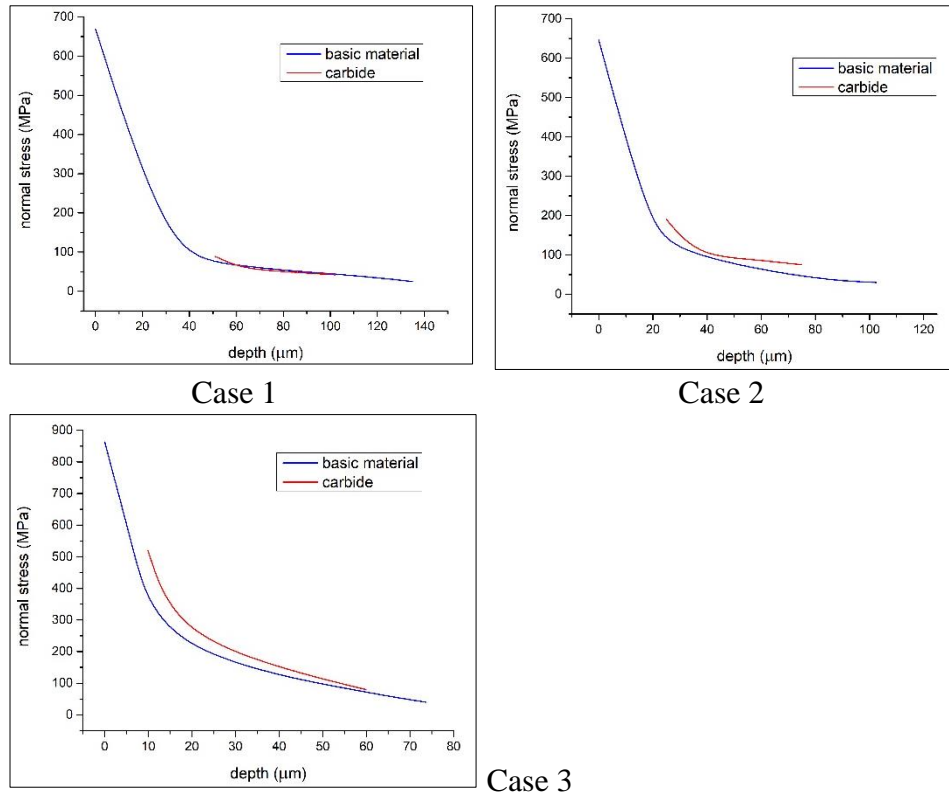 700
600
500
400
300
200
100
0
normal stress (MPa)
basic material
carbide
0 20 40 60 80 100 120 140
depth (μm)
Case 1
700
600
500
400
300
200
100
0
normal stress (MPa)
basic material
carbide
0 20 40 60 80 100 120
depth (μm)
Case 2
900
800
700
600
500
400
300
200
100
0
normal stress (MPa)
basic material
carbide
0 10 20 30 40 50 60 70 80
depth (μm)
Case 3